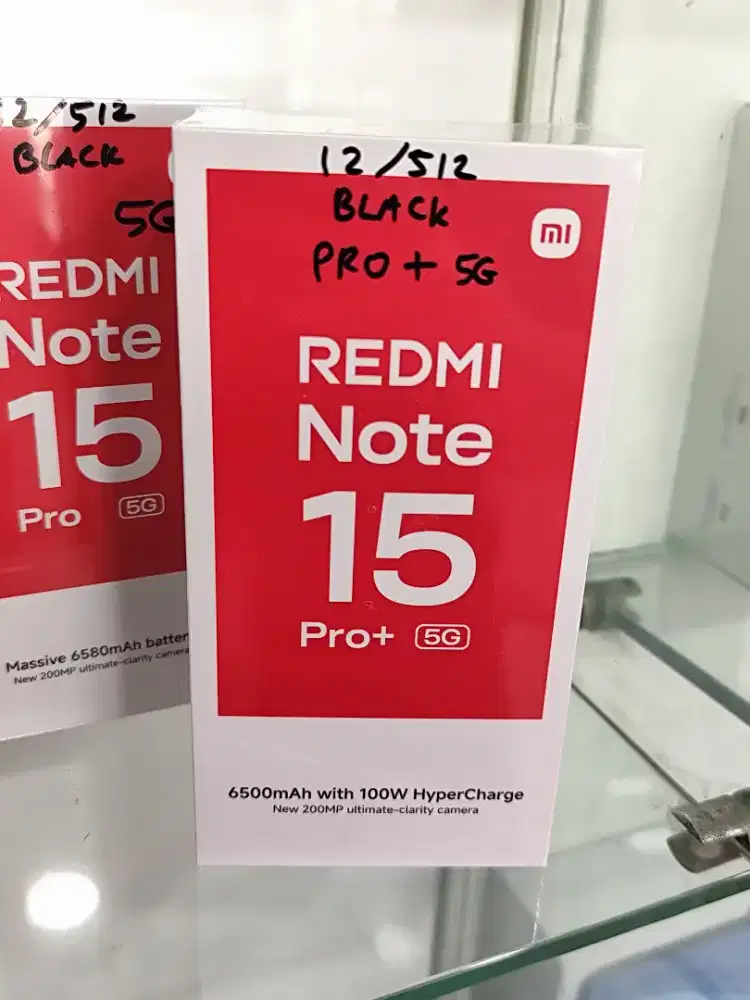 12/512
BLACK
5G
REDMI
Note
15
Pro 5G
Massive 6580mAh
New 200MP ultimate-clarity camera
12/512
BLACK
PRO + 5G
mi
REDMI
Note
15
Pro+ 5G
6500mAh with 100W HyperCharge
New 200MP ultimate-clarity camera